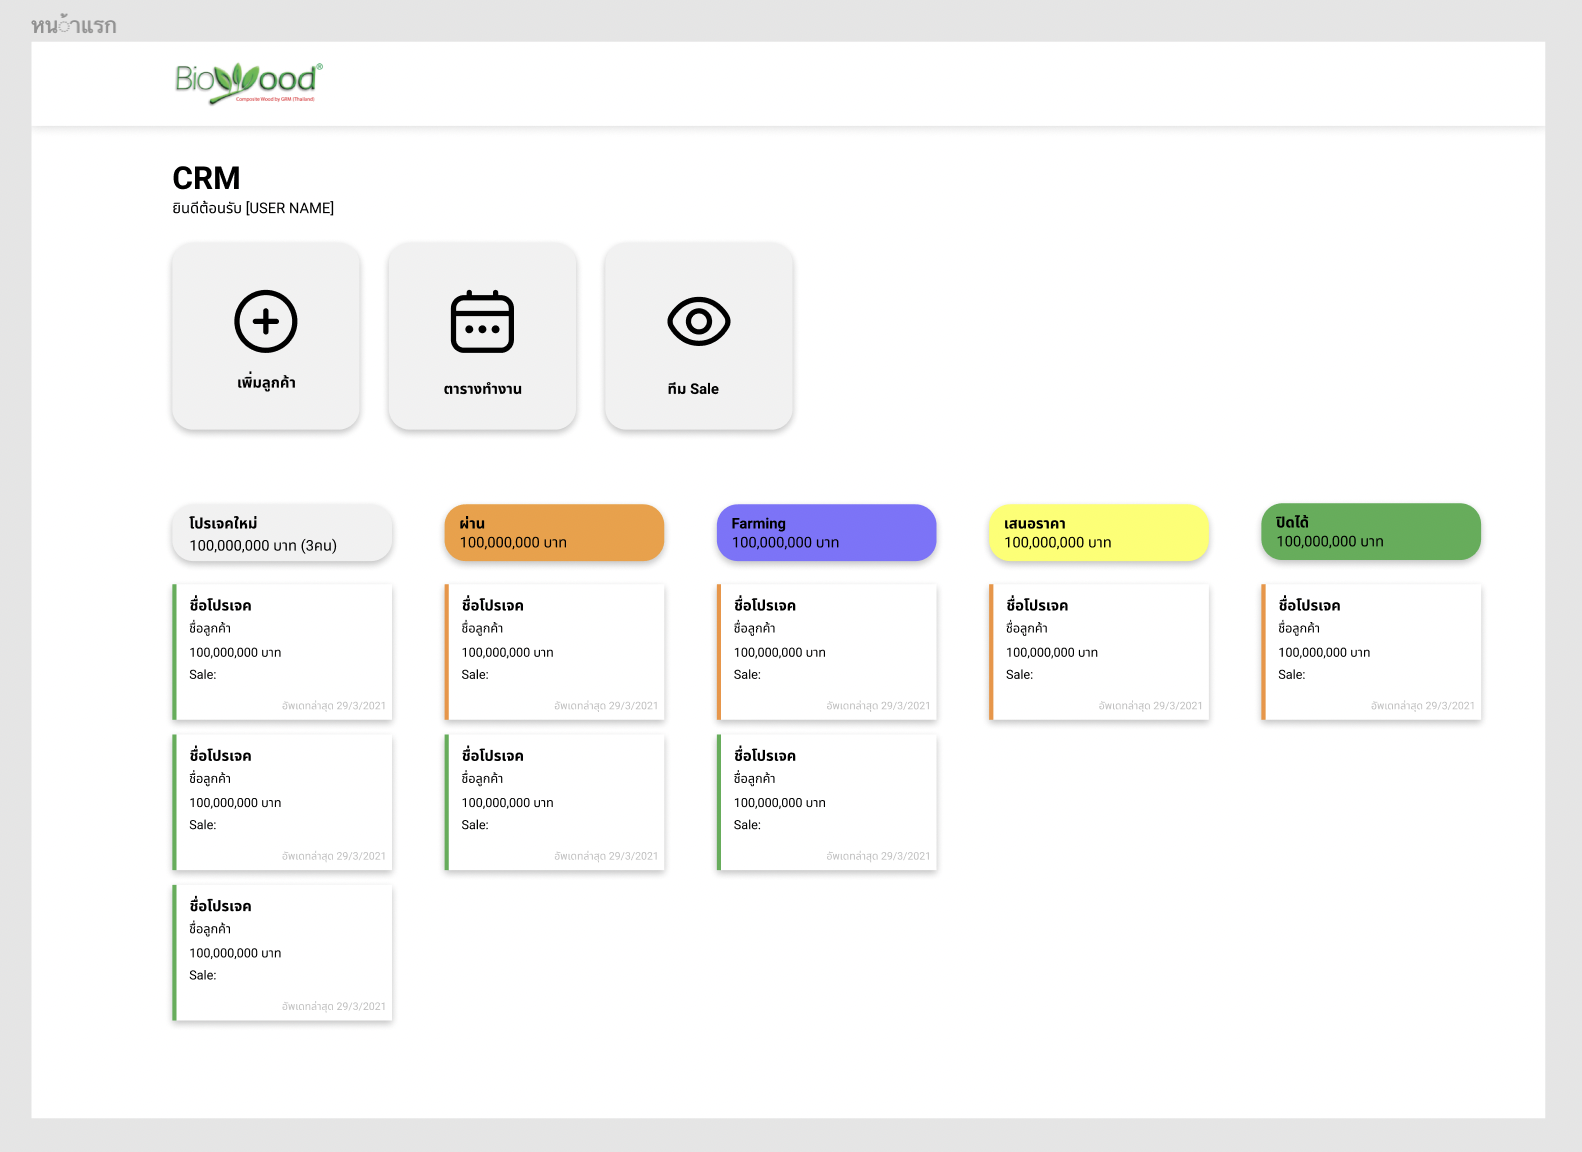 หน้าแรก
BioWood®
Composite Wood by GRM (Thailand)
CRM
ยินดีต้อนรับ [USER NAME]
เพิ่มลูกค้า
ตารางทำงาน
ทีม Sale
โปรเจคใหม่
100,000,000 บาท (3คน)
ผ่าน
100,000,000 บาท
Farming
100,000,000 บาท
เสนอราคา
100,000,000 บาท
ปิดได้
100,000,000 บาท
ชื่อโปรเจค
ชื่อลูกค้า
100,000,000 บาท
Sale:
อัพเดทล่าสุด 29/3/2021
ชื่อโปรเจค
ชื่อลูกค้า
100,000,000 บาท
Sale:
อัพเดทล่าสุด 29/3/2021
ชื่อโปรเจค
ชื่อลูกค้า
100,000,000 บาท
Sale:
อัพเดทล่าสุด 29/3/2021
ชื่อโปรเจค
ชื่อลูกค้า
100,000,000 บาท
Sale:
อัพเดทล่าสุด 29/3/2021
ชื่อโปรเจค
ชื่อลูกค้า
100,000,000 บาท
Sale:
อัพเดทล่าสุด 29/3/2021
ชื่อโปรเจค
ชื่อลูกค้า
100,000,000 บาท
Sale:
อัพเดทล่าสุด 29/3/2021
ชื่อโปรเจค
ชื่อลูกค้า
100,000,000 บาท
Sale:
อัพเดทล่าสุด 29/3/2021
ชื่อโปรเจค
ชื่อลูกค้า
100,000,000 บาท
Sale:
อัพเดทล่าสุด 29/3/2021
ชื่อโปรเจค
ชื่อลูกค้า
100,000,000 บาท
Sale:
อัพเดทล่าสุด 29/3/2021